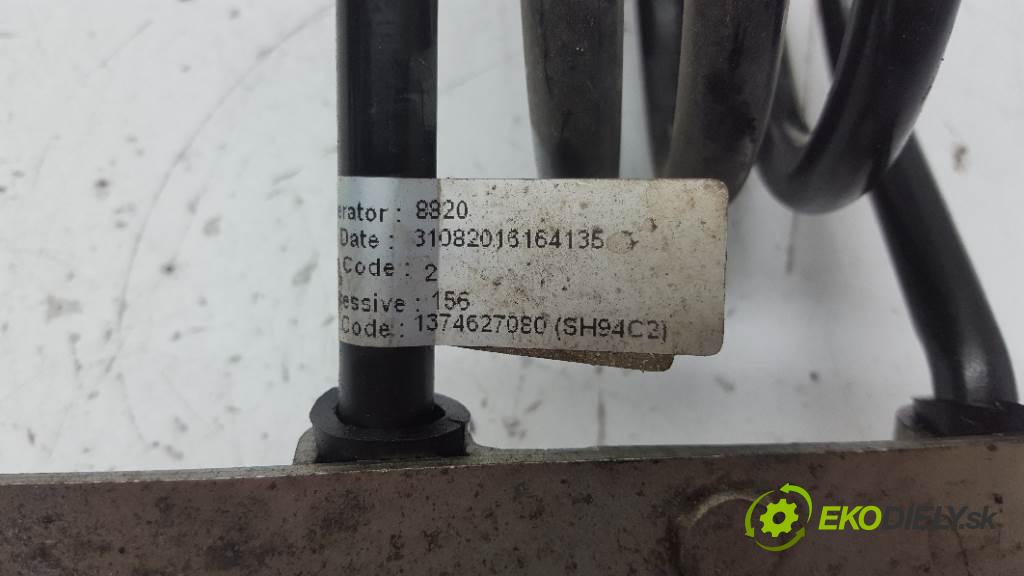 erator : 8820
Date : 31082016164135
Code : 2
essive : 156
Code : 1374627080 (SH94C2)
EKODIELY.sk